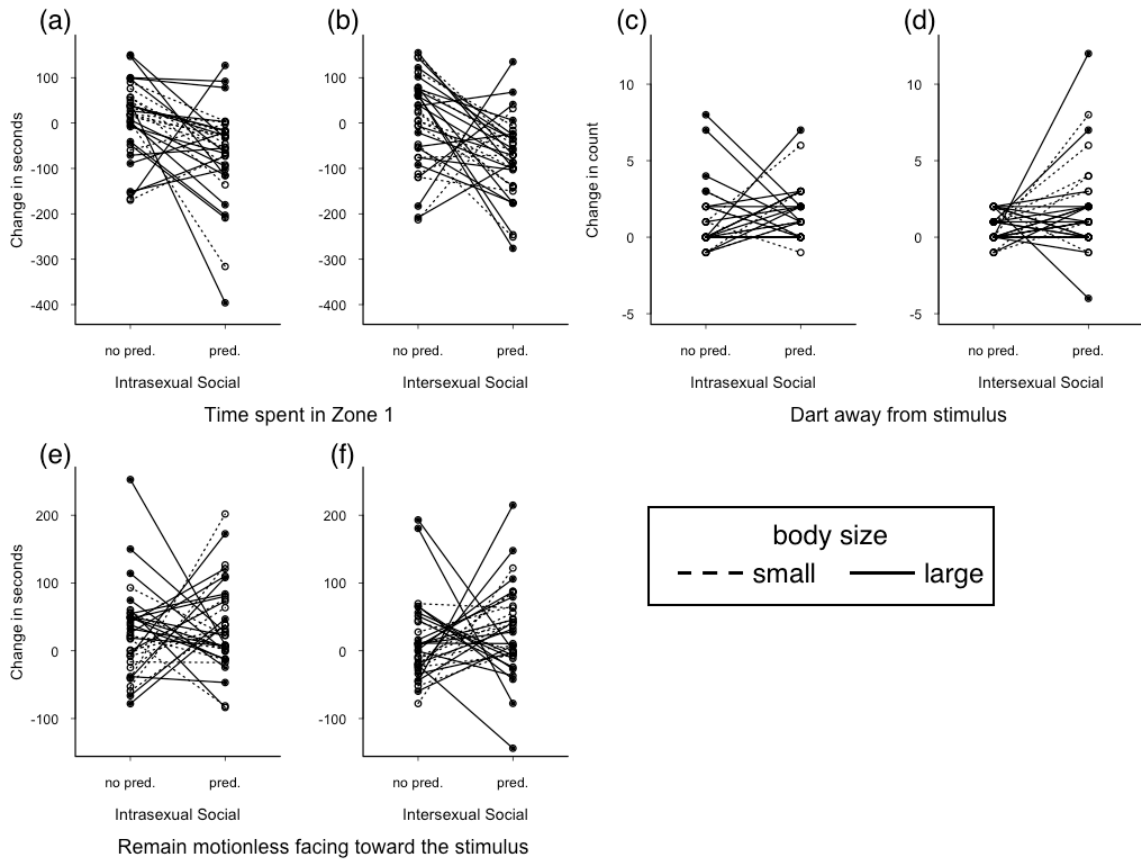 (a)
Change in seconds
100
0
-100
-200
-300
-400
no pred. pred.
Intrasexual Social
(b)
100
0
-100
-200
-300
-400
no pred. pred.
Intersexual Social
Time spent in Zone 1
(c)
Change in count
10
5
0
-5
no pred. pred.
Intrasexual Social
(d)
10
5
0
-5
no pred. pred.
Intersexual Social
Dart away from stimulus
(e)
Change in seconds
200
100
0
-100
no pred. pred.
Intrasexual Social
(f)
200
100
0
-100
no pred. pred.
Intersexual Social
Remain motionless facing toward the stimulus
body size
small large